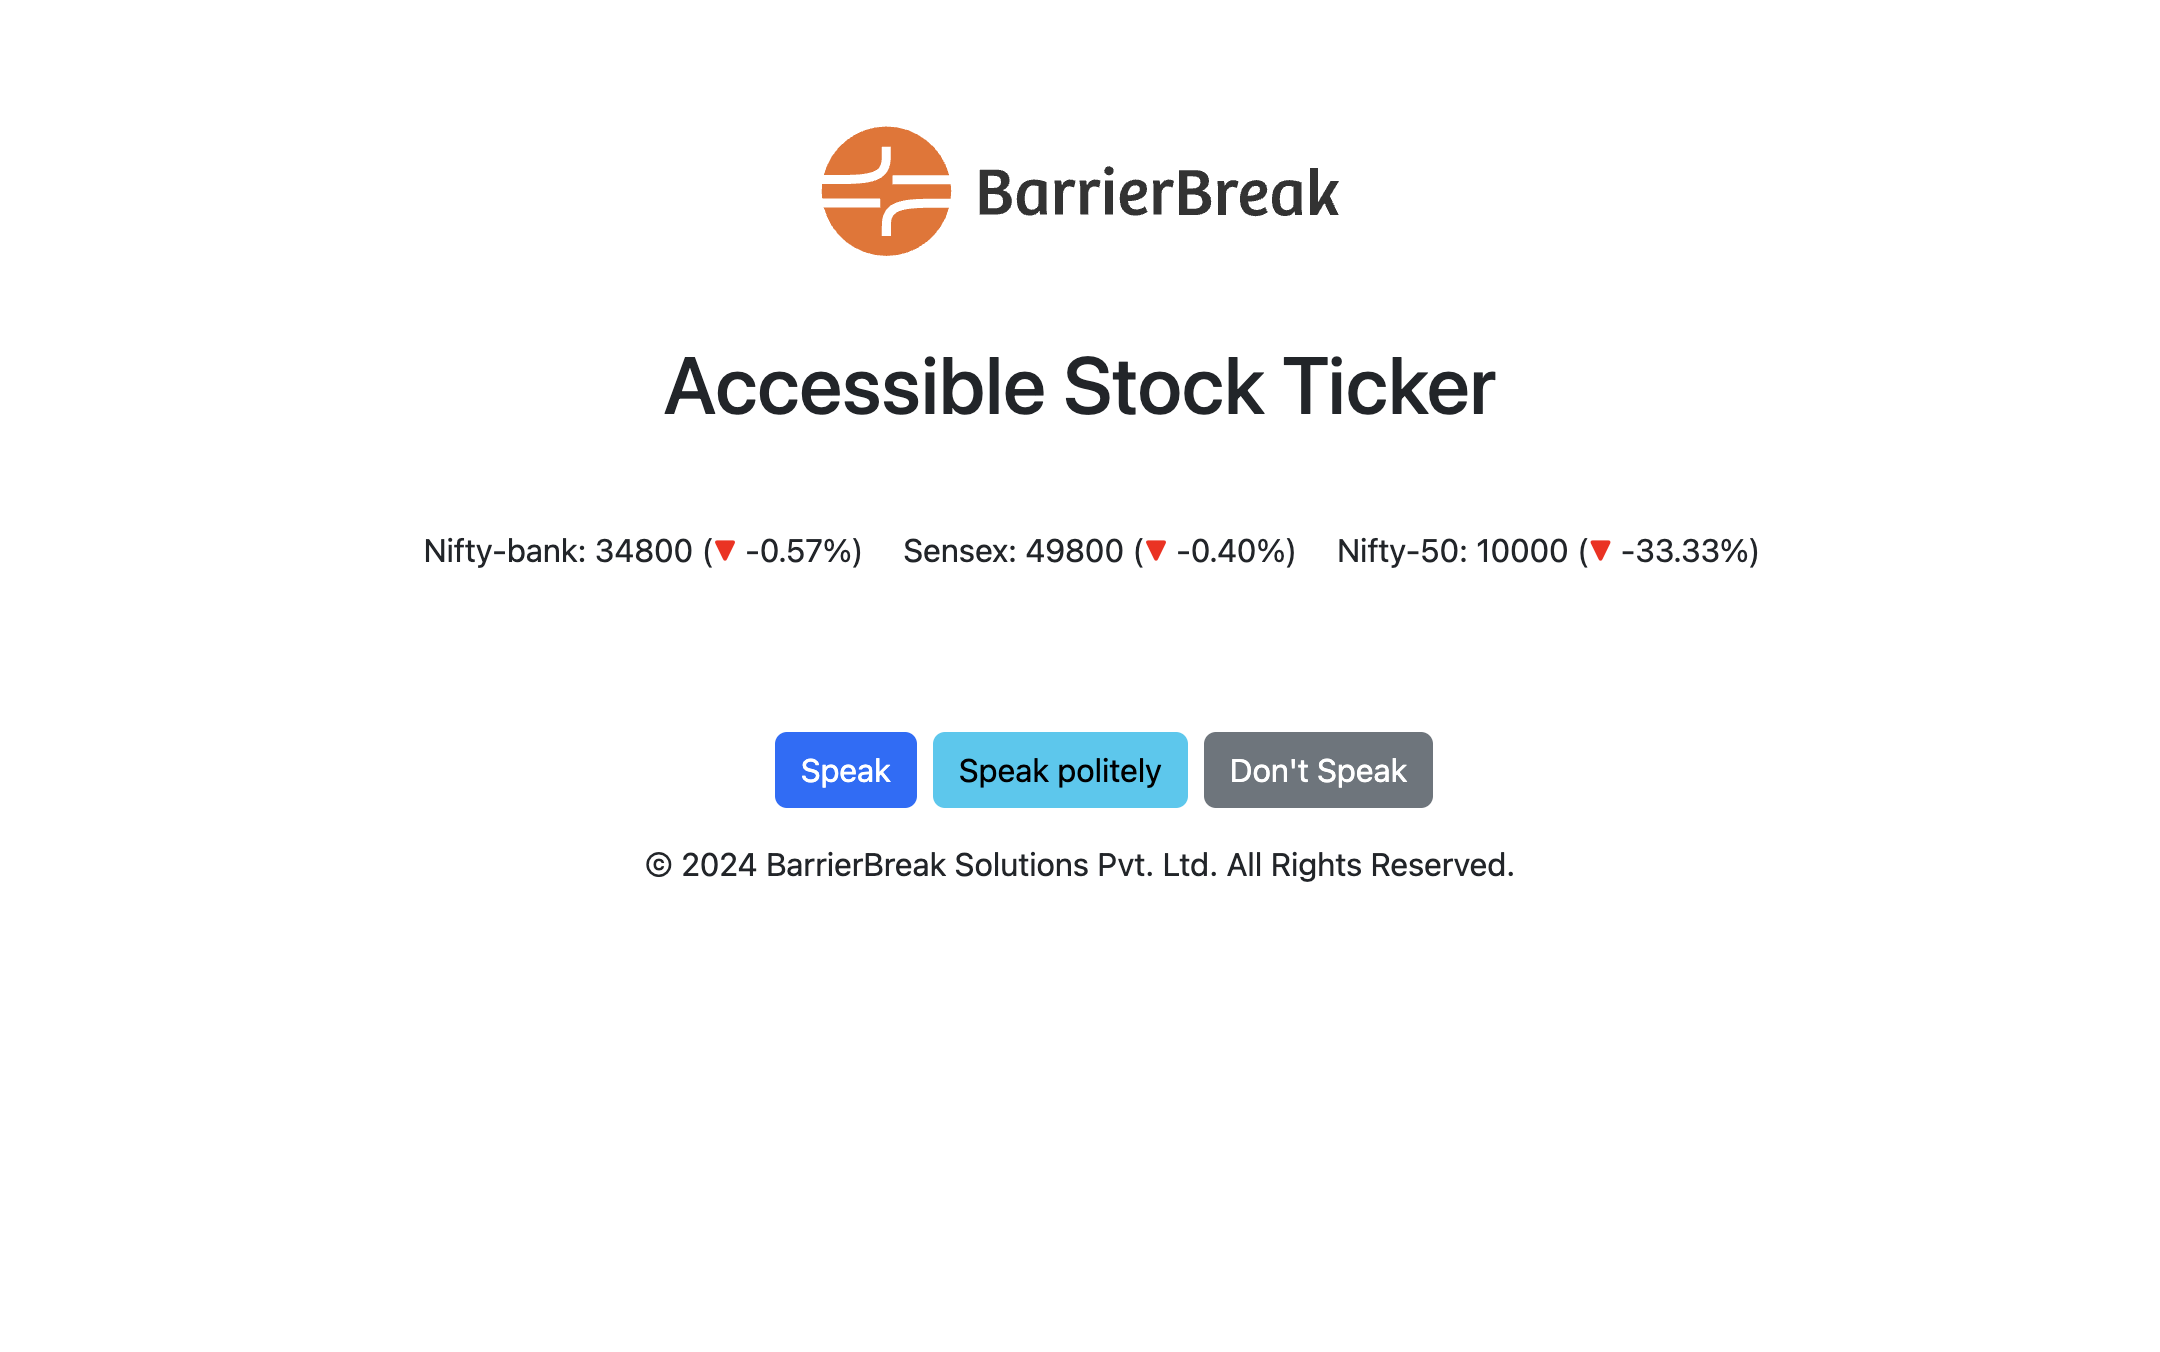 BarrierBreak
Accessible Stock Ticker
Nifty-bank: 34800 (▼ -0.57%) Sensex: 49800 (▼ -0.40%) Nifty-50: 10000 (▼ -33.33%)
Speak Speak politely Don't Speak
© 2024 BarrierBreak Solutions Pvt. Ltd. All Rights Reserved.